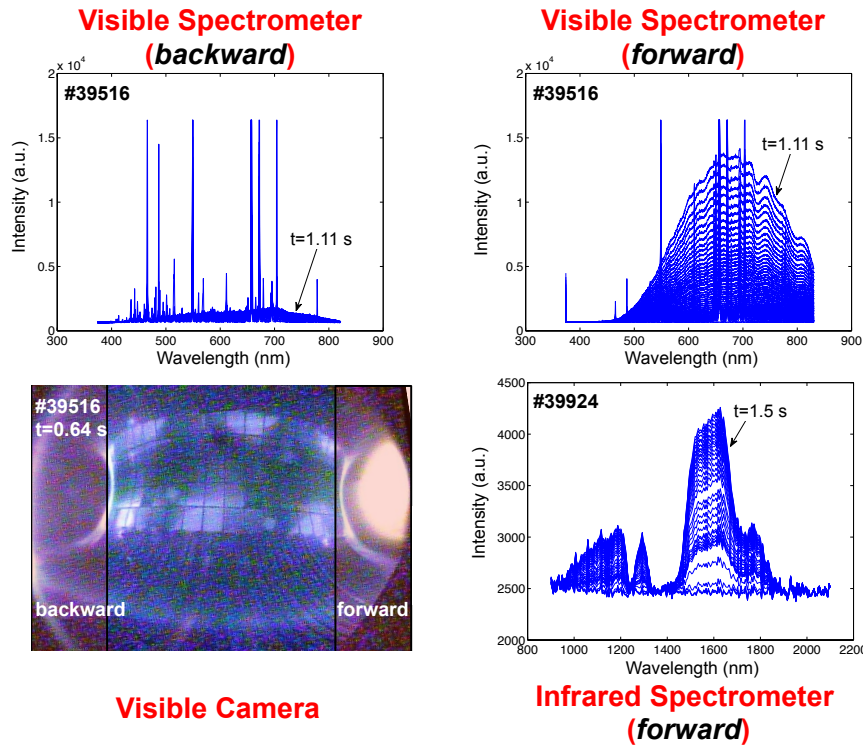 Visible Spectrometer
(backward)
2 x 10^4
#39516
1.5
1
0.5
0
t=1.11 s
Intensity (a.u.)
300 400 500 600 700 800 900
Wavelength (nm)
Visible Spectrometer
(forward)
2 x 10^4
#39516
1.5
1
0.5
0
t=1.11 s
Intensity (a.u.)
300 400 500 600 700 800 900
Wavelength (nm)
#39516
t=0.64 s
backward
forward
Visible Camera
4500
#39924
4000
3500
3000
2500
2000
t=1.5 s
Intensity (a.u.)
800 1000 1200 1400 1600 1800 2000 2200
Wavelength (nm)
Infrared Spectrometer
(forward)